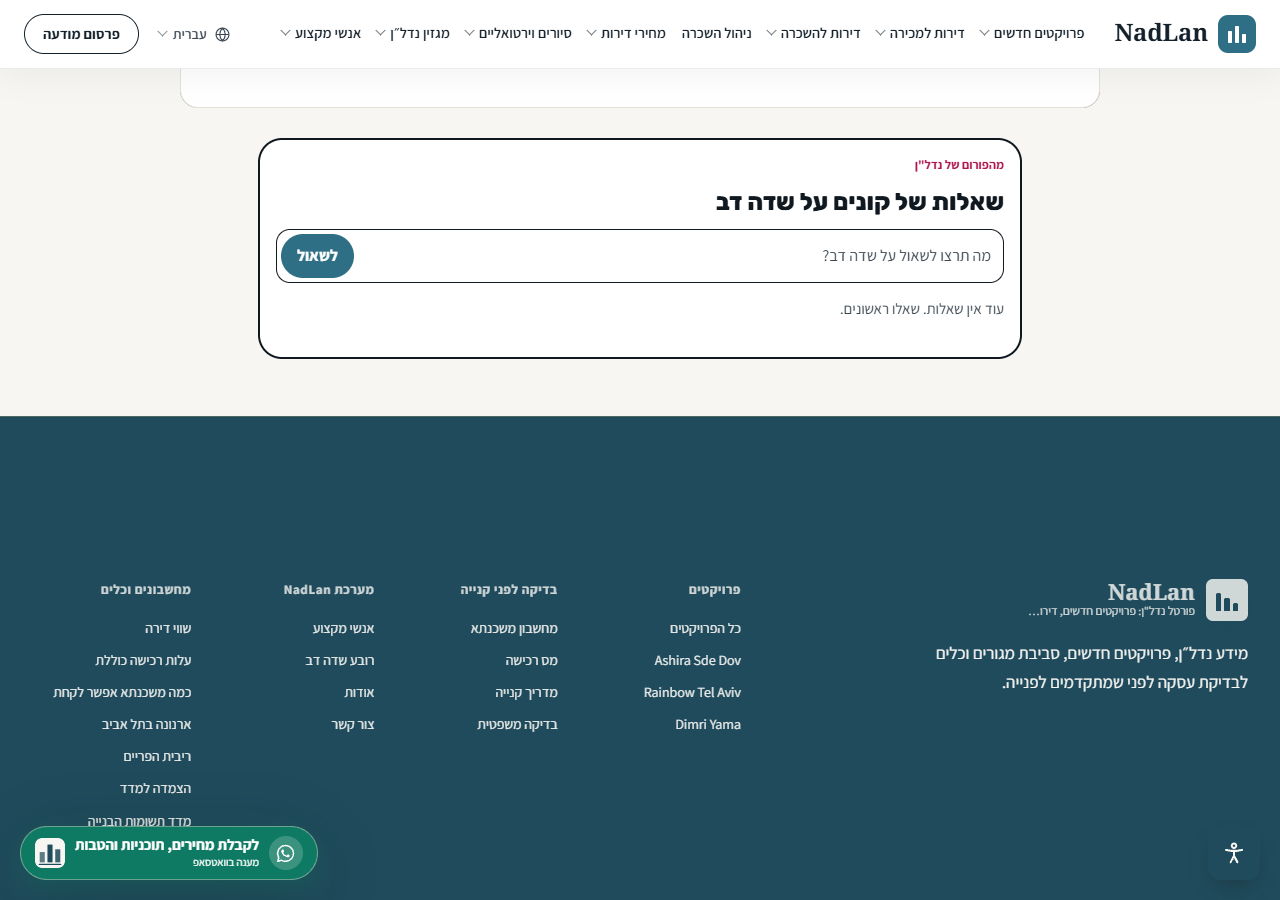 NadLan
פרויקטים חדשים
דירות למכירה
דירות להשכרה
ניהול השכרה
מחירי דירות
סיורים וירטואליים
מגזין נדל״ן
אנשי מקצוע
עברית
פרסום מודעה
מהפורום של נדל"ן
שאלות של קונים על שדה דב
מה תרצו לשאול על שדה דב?
לשאול
עוד אין שאלות. שאלו ראשונים.
NadLan
פורטל נדל"ן: פרויקטים חדשים, דירו...
מידע נדל״ן, פרויקטים חדשים, סביבת מגורים וכלים
לבדיקת עסקה לפני שמתקדמים לפנייה.
פרויקטים
כל הפרויקטים
Ashira Sde Dov
Rainbow Tel Aviv
Dimri Yama
בדיקה לפני קנייה
מחשבון משכנתא
מס רכישה
מדריך קנייה
בדיקה משפטית
מערכת NadLan
אנשי מקצוע
רובע שדה דב
אודות
צור קשר
מחשבונים וכלים
שווי דירה
עלות רכישה כוללת
כמה משכנתא אפשר לקחת
ארנונה בתל אביב
ריבית הפריים
הצמדה למדד
מדד תשומות הבנייה
לקבלת מחירים, תוכניות והטבות
מענה בוואטסאפ